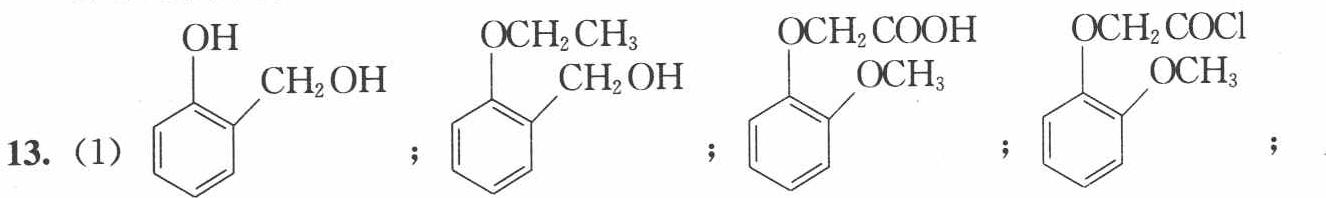 OH OCH₂CH₃ OCH₂COOH OCH₂COCl
CH₂OH CH₂OH OCH₃ OCH₃
13. (1) ; ; ; ;